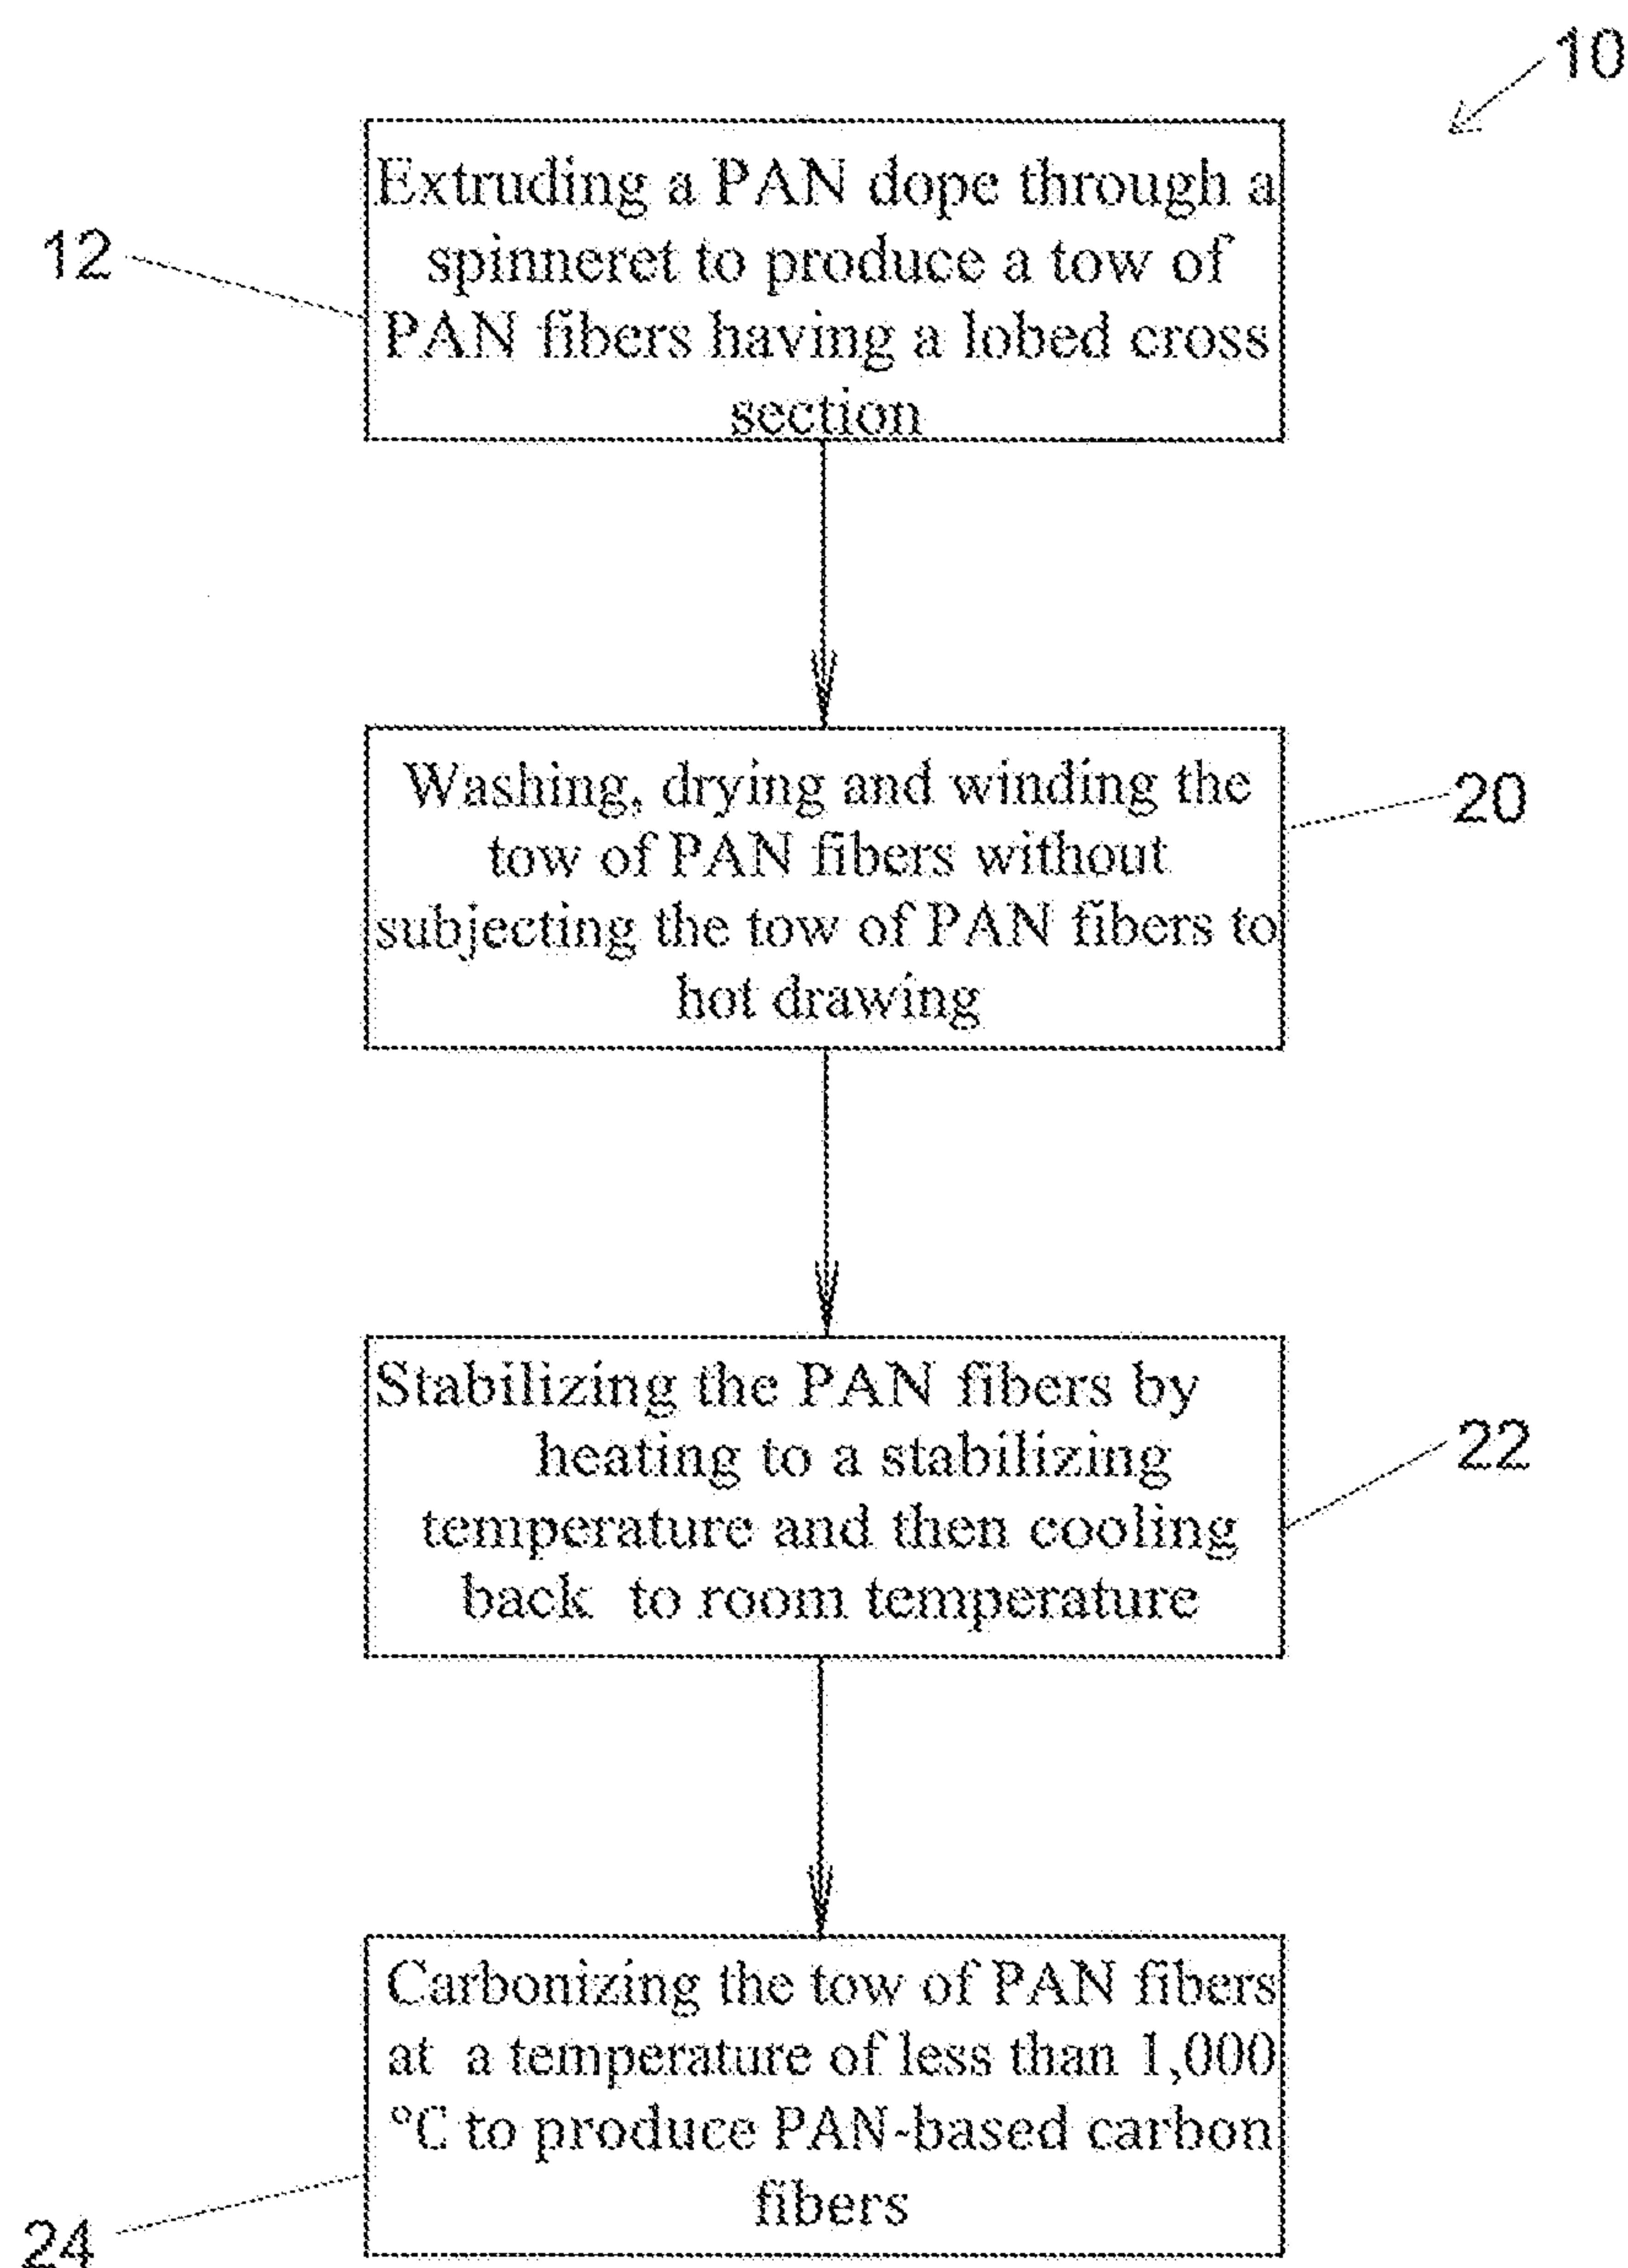 10
Extruding a PAN dope through a
spinneret to produce a tow of
PAN fibers having a lobed cross
section
12
Washing, drying and winding the
tow of PAN fibers without
subjecting the tow of PAN fibers to
hot drawing
20
Stabilizing the PAN fibers by
heating to a stabilizing
temperature and then cooling
back to room temperature
22
Carbonizing the tow of PAN fibers
at a temperature of less than 1,000
°C to produce PAN-based carbon
fibers
24